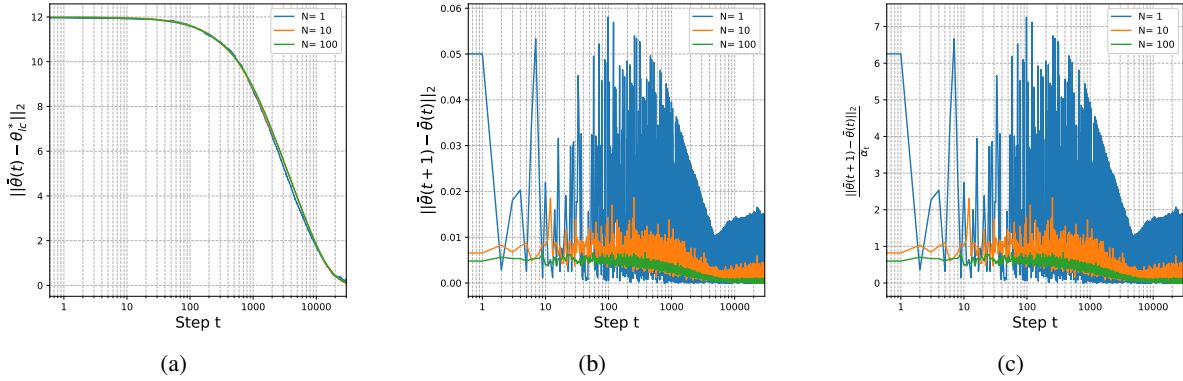 12
10
8
6
4
2
0
||θ̄(t) − θ*_{lc}||_2
N= 1
N= 10
N= 100
1 10 100 1000 10000
Step t
(a)
0.06
0.05
0.04
0.03
0.02
0.01
0.00
||θ̄(t + 1) − θ̄(t)||_2
N= 1
N= 10
N= 100
1 10 100 1000 10000
Step t
(b)
7
6
5
4
3
2
1
0
||θ̄(t + 1) − θ̄(t)||_2
α_t
N= 1
N= 10
N= 100
1 10 100 1000 10000
Step t
(c)